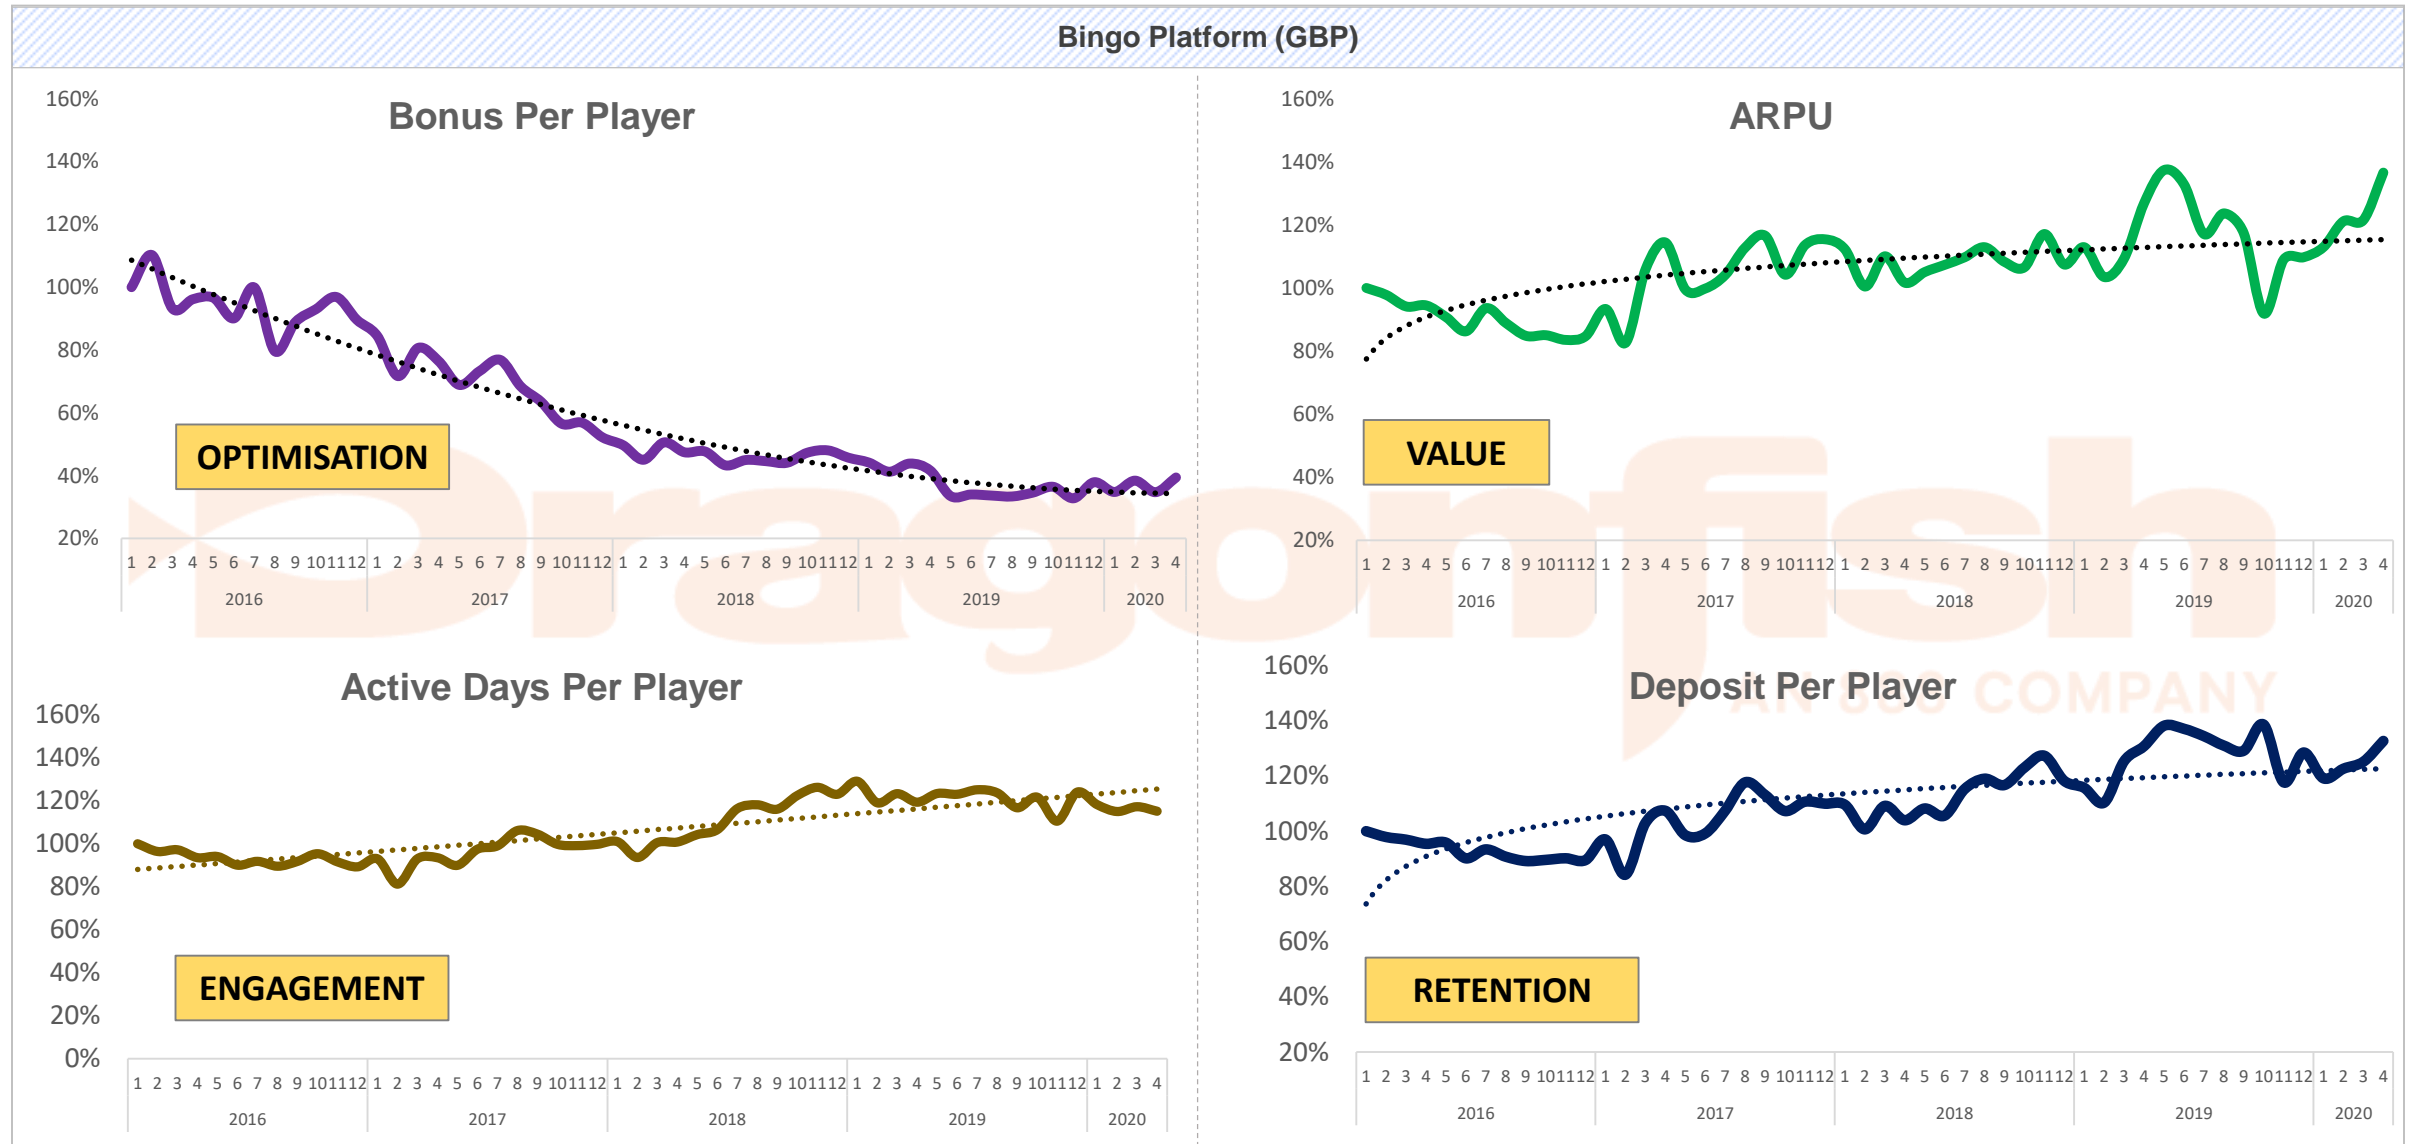 Bingo Platform (GBP)
Bonus Per Player
160%
140%
120%
100%
80%
60%
40%
20%
OPTIMISATION
1 2 3 4 5 6 7 8 9 10 11 12 1 2 3 4 5 6 7 8 9 10 11 12 1 2 3 4 5 6 7 8 9 10 11 12 1 2 3 4 5 6 7 8 9 10 11 12 1 2 3 4
2016 2017 2018 2019 2020
ARPU
160%
140%
120%
100%
80%
60%
40%
20%
VALUE
1 2 3 4 5 6 7 8 9 10 11 12 1 2 3 4 5 6 7 8 9 10 11 12 1 2 3 4 5 6 7 8 9 10 11 12 1 2 3 4 5 6 7 8 9 10 11 12 1 2 3 4
2016 2017 2018 2019 2020
Dragonfish
AN 888 COMPANY
Active Days Per Player
160%
140%
120%
100%
80%
60%
40%
20%
0%
ENGAGEMENT
1 2 3 4 5 6 7 8 9 10 11 12 1 2 3 4 5 6 7 8 9 10 11 12 1 2 3 4 5 6 7 8 9 10 11 12 1 2 3 4 5 6 7 8 9 10 11 12 1 2 3 4
2016 2017 2018 2019 2020
Deposit Per Player
160%
140%
120%
100%
80%
60%
40%
20%
RETENTION
1 2 3 4 5 6 7 8 9 10 11 12 1 2 3 4 5 6 7 8 9 10 11 12 1 2 3 4 5 6 7 8 9 10 11 12 1 2 3 4 5 6 7 8 9 10 11 12 1 2 3 4
2016 2017 2018 2019 2020